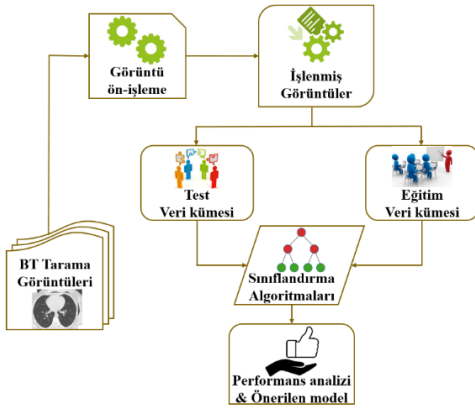 Görüntü
ön-işleme
İşlenmiş
Görüntüler
Test
Veri kümesi
Eğitim
Veri kümesi
BT Tarama
Görüntüleri
Sınıflandırma
Algoritmaları
Performans analizi
& Önerilen model